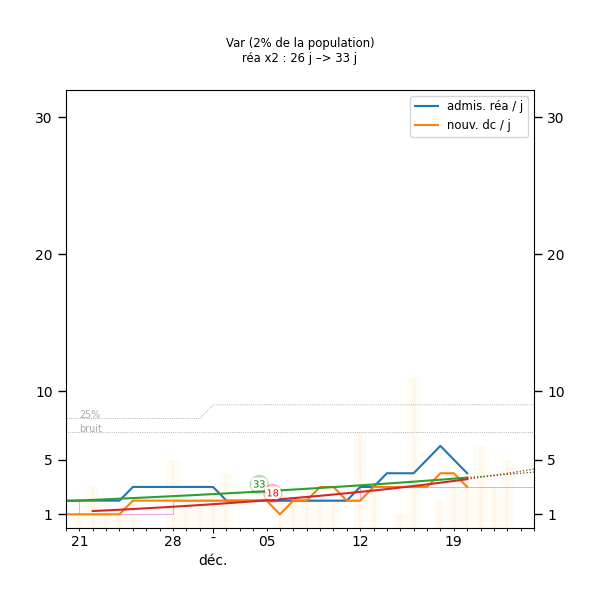 Var (2% de la population)
réa x2 : 26 j –> 33 j
admis. réa / j
nouv. dc / j
30 30
20 20
10 10
25%
bruit
5 5
33
18
1 1
21 28 - 05 12 19
déc.